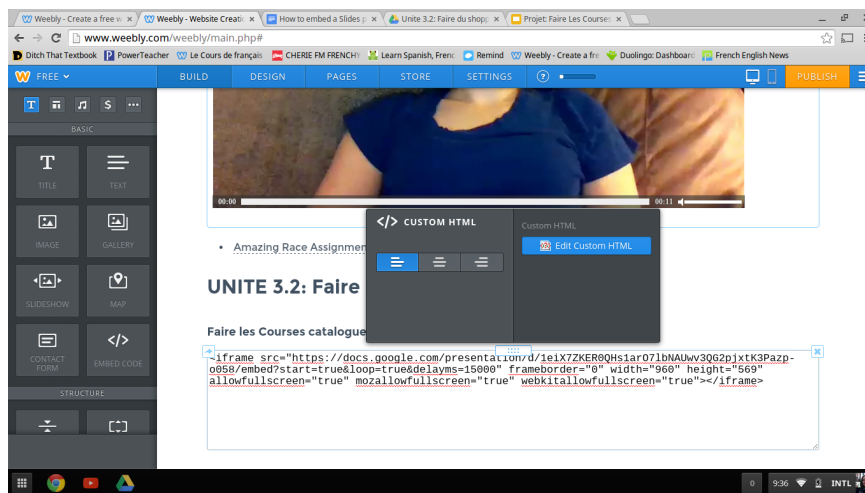 Weebly - Create a free w
Weebly - Website Creatic
How to embed a Slides p
Unite 3.2: Faire du shopp
Projet: Faire Les Courses
www.weebly.com/weebly/main.php#
Ditch That Textbook
PowerTeacher
Le Cours de français
CHERIE FM FRENCHY
Learn Spanish, Frenc
Remind
Weebly - Create a fre
Duolingo: Dashboard
French English News
FREE
BUILD
DESIGN
PAGES
STORE
SETTINGS
?
PUBLISH
T
$
BASIC
T
TITLE
TEXT
IMAGE
GALLERY
SLIDESHOW
MAP
CONTACT
FORM
</>
EMBED CODE
STRUCTURE
00:00
00:11
</> CUSTOM HTML
Custom HTML
Edit Custom HTML
Amazing Race Assignmen
UNITE 3.2: Faire
Faire les Courses catalogue
<iframe src="https://docs.google.com/presentation/d/1eiX7ZKER0QHs1arO7lbNAUwv3QG2pjxtK3Pazp-
o058/embed?start=true&loop=true&delayms=15000" frameborder="0" width="960" height="569"
allowfullscreen="true" mozallowfullscreen="true" webkitallowfullscreen="true"></iframe>
0
9:36
INTL